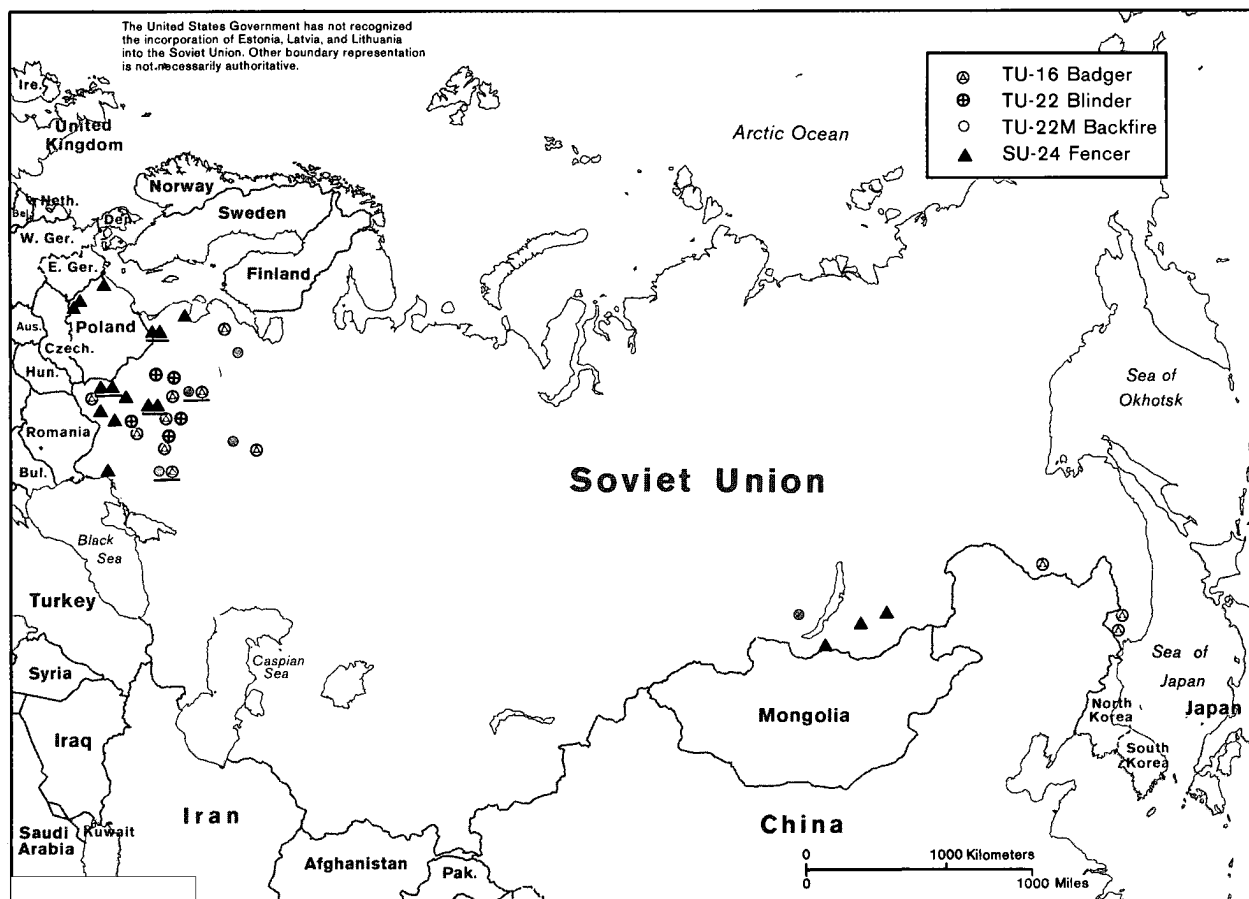 The United States Government has not recognized
the incorporation of Estonia, Latvia, and Lithuania
into the Soviet Union. Other boundary representation
is not necessarily authoritative.
TU-16 Badger
TU-22 Blinder
TU-22M Backfire
SU-24 Fencer
Ire.
United
Kingdom
Arctic Ocean
Norway
Neth.
Bel.
Den.
Sweden
W. Ger.
E. Ger.
Finland
Aus.
Poland
Czech.
Hun.
Sea of
Okhotsk
Romania
Bul.
Soviet Union
Black
Sea
Turkey
Syria
Caspian
Sea
Sea of
Japan
Mongolia
North
Korea
Japan
Iraq
South
Korea
Iran
China
Saudi
Arabia
Kuwait
Afghanistan
Pak.
0 1000 Kilometers
0 1000 Miles